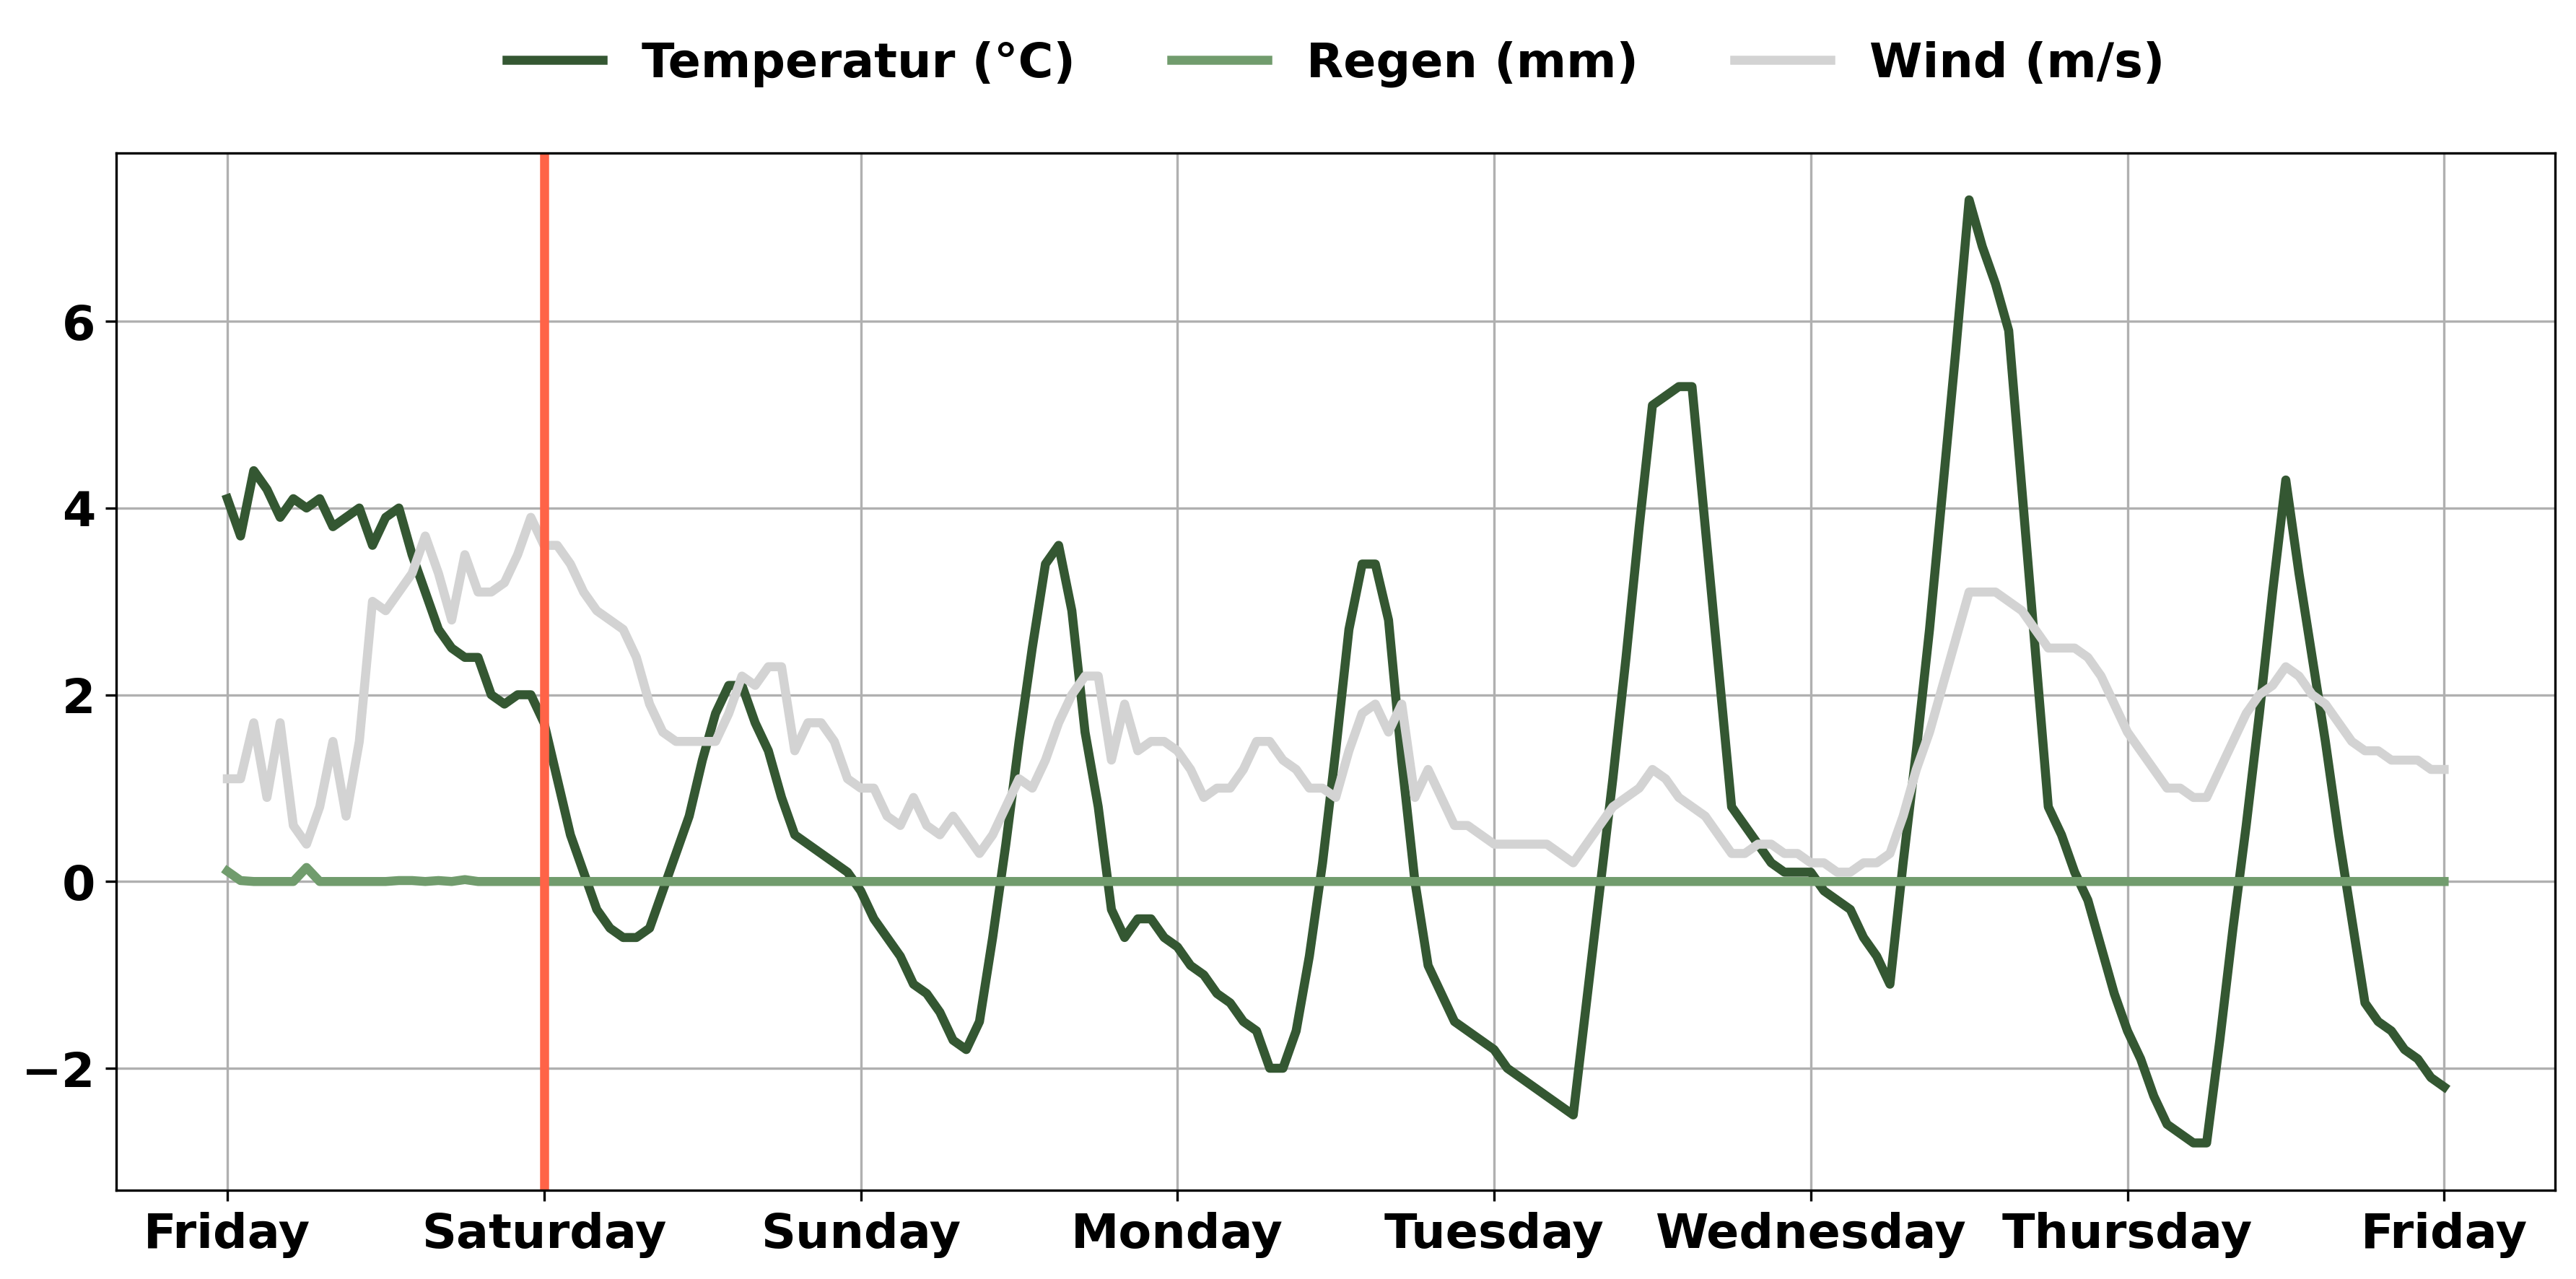 Temperatur (°C) Regen (mm) Wind (m/s)
6
4
2
0
−2
Friday Saturday Sunday Monday Tuesday Wednesday Thursday Friday